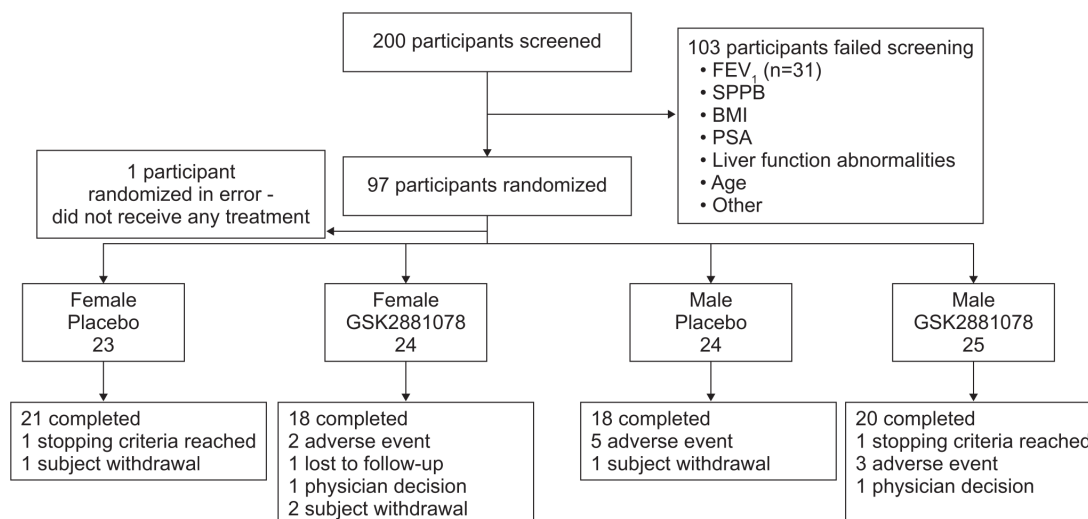 200 participants screened
103 participants failed screening
• FEV₁ (n=31)
• SPPB
• BMI
• PSA
• Liver function abnormalities
• Age
• Other
1 participant
randomized in error -
did not receive any treatment
97 participants randomized
Female
Placebo
23
Female
GSK2881078
24
Male
Placebo
24
Male
GSK2881078
25
21 completed
1 stopping criteria reached
1 subject withdrawal
18 completed
2 adverse event
1 lost to follow-up
1 physician decision
2 subject withdrawal
18 completed
5 adverse event
1 subject withdrawal
20 completed
1 stopping criteria reached
3 adverse event
1 physician decision